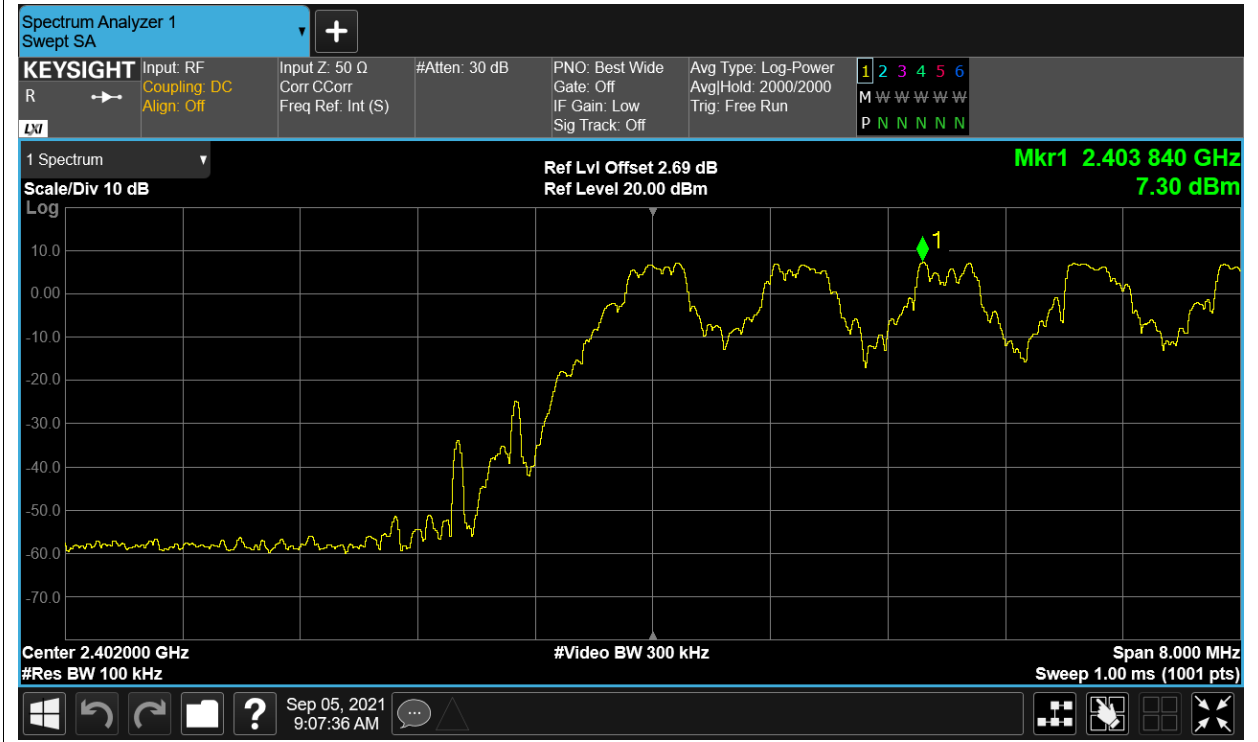 Spectrum Analyzer 1
Swept SA
KEYSIGHT
R
LXI
Input: RF
Coupling: DC
Align: Off
Input Z: 50 Ω
Corr CCorr
Freq Ref: Int (S)
#Atten: 30 dB
PNO: Best Wide
Gate: Off
IF Gain: Low
Sig Track: Off
Avg Type: Log-Power
Avg|Hold: 2000/2000
Trig: Free Run
1 2 3 4 5 6
M W W W W W
P N N N N N
1 Spectrum
Scale/Div 10 dB
Ref Lvl Offset 2.69 dB
Ref Level 20.00 dBm
Mkr1 2.403 840 GHz
7.30 dBm
Log
1
10.0
0.00
-10.0
-20.0
-30.0
-40.0
-50.0
-60.0
-70.0
Center 2.402000 GHz
#Video BW 300 kHz
Span 8.000 MHz
#Res BW 100 kHz
Sweep 1.00 ms (1001 pts)
?
Sep 05, 2021
9:07:36 AM